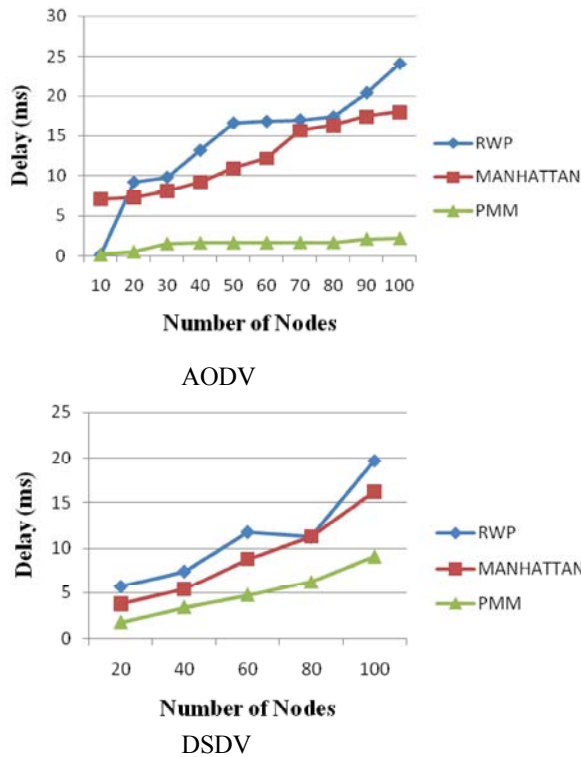 30
25
20
15
10
5
0
Delay (ms)
10 20 30 40 50 60 70 80 90 100
Number of Nodes
RWP
MANHATTAN
PMM
AODV
25
20
15
10
5
0
Delay (ms)
20 40 60 80 100
Number of Nodes
RWP
MANHATTAN
PMM
DSDV